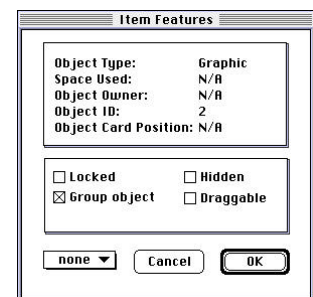 Item Features
Object Type: Graphic
Space Used: N/A
Object Owner: N/A
Object ID: 2
Object Card Position: N/A
Locked Hidden
Group object Draggable
none Cancel OK